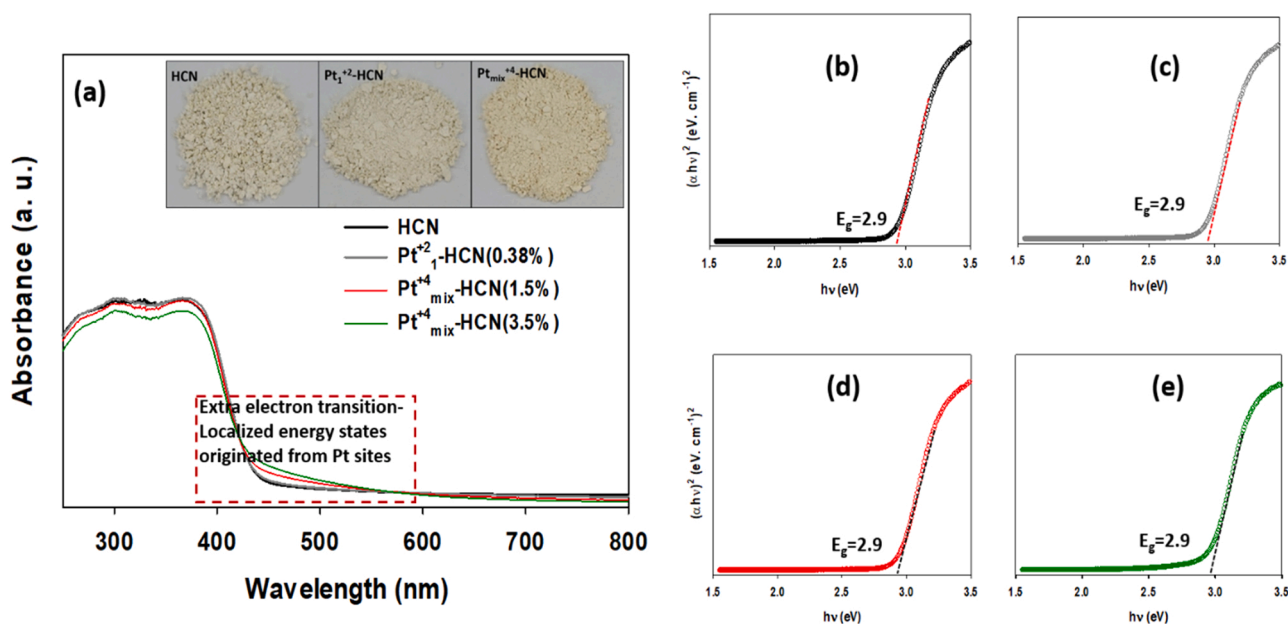 (a)
HCN
Pt₁⁺²-HCN
Ptₘᵢₓ⁺⁴-HCN
HCN
Pt⁺²₁-HCN(0.38%)
Pt⁺⁴ₘᵢₓ-HCN(1.5%)
Pt⁺⁴ₘᵢₓ-HCN(3.5%)
Extra electron transition-
Localized energy states
originated from Pt sites
Absorbance (a. u.)
300 400 500 600 700 800
Wavelength (nm)
(b)
(αhν)² (eV. cm⁻¹)²
E_g=2.9
1.5 2.0 2.5 3.0 3.5
hν (eV)
(c)
E_g=2.9
1.5 2.0 2.5 3.0 3.5
hν (eV)
(d)
(αhν)² (eV. cm⁻¹)²
E_g=2.9
1.5 2.0 2.5 3.0 3.5
hν (eV)
(e)
E_g=2.9
1.5 2.0 2.5 3.0 3.5
hν (eV)